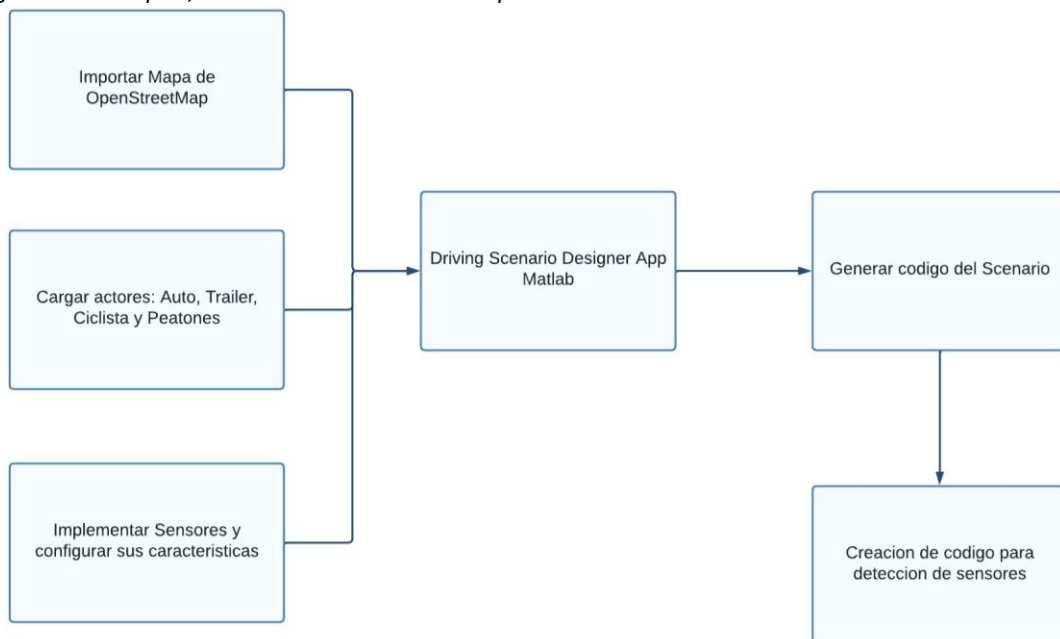 Importar Mapa de
OpenStreetMap
Cargar actores: Auto, Trailer,
Ciclista y Peatones
Implementar Sensores y
configurar sus caracteristicas
Driving Scenario Designer App
Matlab
Generar codigo del Scenario
Creacion de codigo para
deteccion de sensores